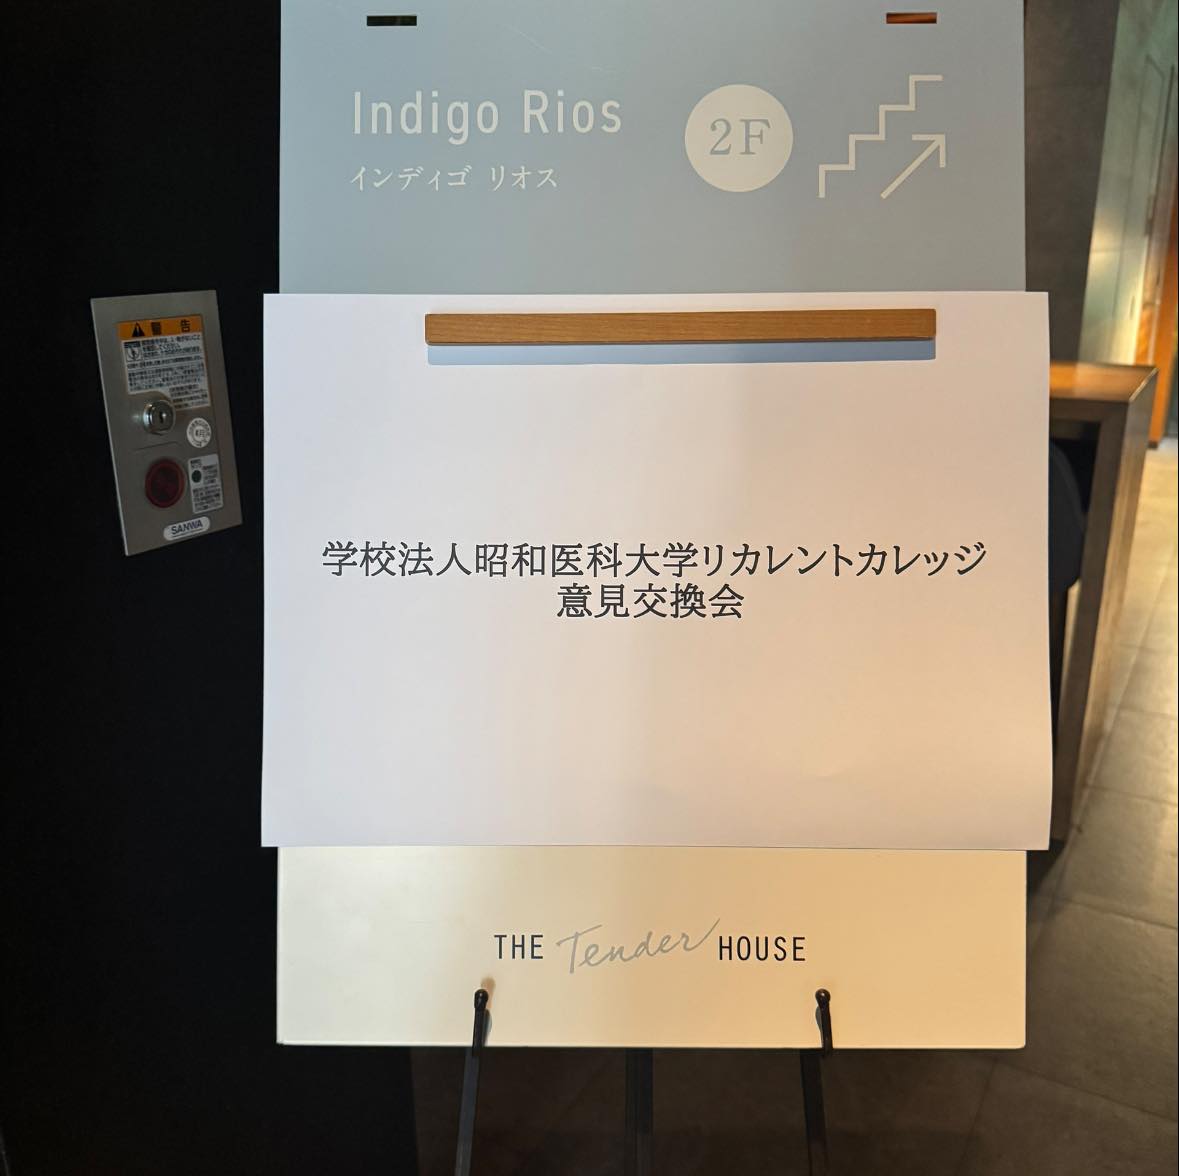 Indigo Rios
インディゴ リオス
2F
警告
SANWA
学校法人昭和医科大学リカレントカレッジ
意見交換会
THE Tender HOUSE